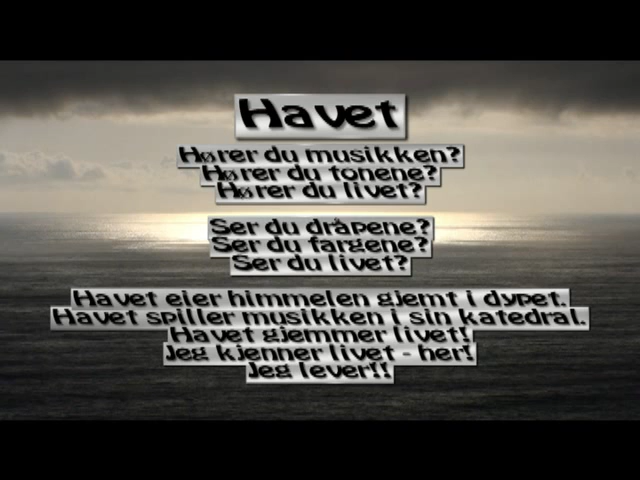 Havet
Hører du musikken?
Hører du tonene?
Hører du livet?
Ser du dråpene?
Ser du fargene?
Ser du livet?
Havet eier himmelen gjemt i dypet.
Havet spiller musikken i sin katedral.
Havet gjemmer livet!
Jeg kjenner livet - her!
Jeg lever!!